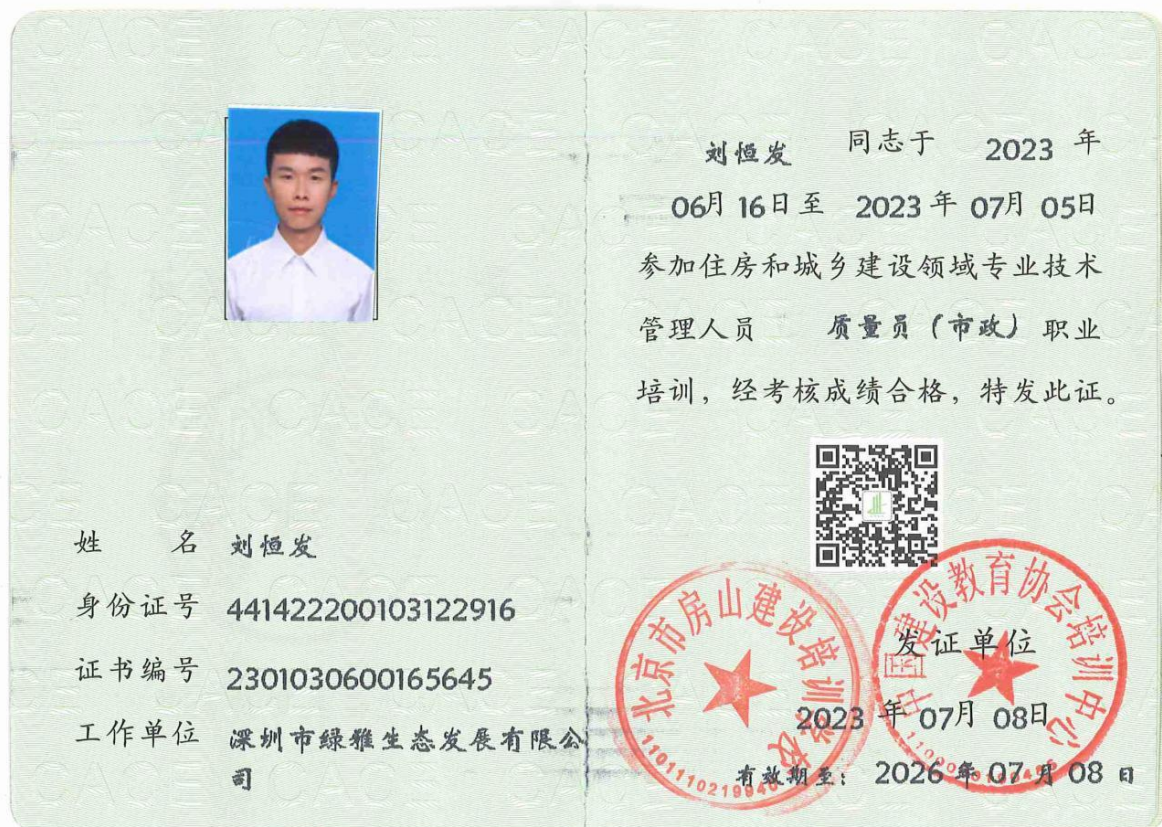 姓 名 刘恒发
身份证号 441422200103122916
证书编号 2301030600165645
工作单位 深圳市緑雅生态发展有限公
司
刘恒发 同志于 2023 年
06月 16日至 2023 年 07月 05日
参加住房和城乡建设领域专业技术
管理人员 质量员（市政）职业
培训，经考核成绩合格，特发此证。
北京市房山建设培训学校
中国建设教育协会培训中心
发证单位
2023 年 07月 08日
有效期至： 2026 年 07 月 08 日
CACE